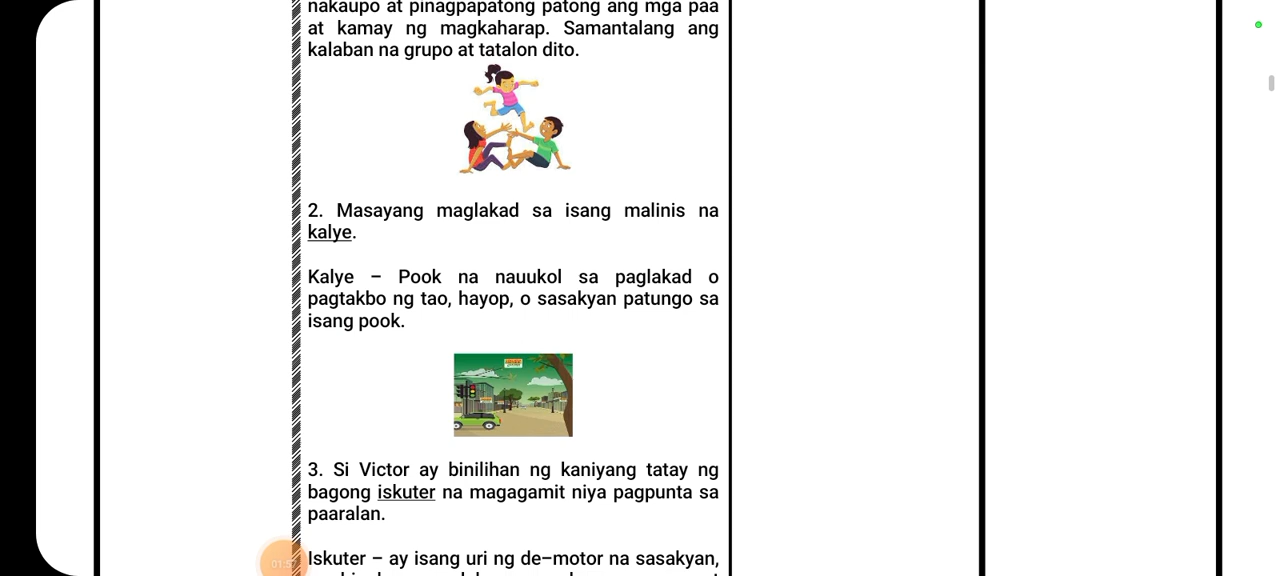 nakaupo at pinagpapatong patong ang mga paa
at kamay ng magkaharap. Samantalang ang
kalaban na grupo at tatalon dito.
2. Masayang maglakad sa isang malinis na
kalye.
Kalye – Pook na nauukol sa paglakad o
pagtakbo ng tao, hayop, o sasakyan patungo sa
isang pook.
3. Si Victor ay binilihan ng kaniyang tatay ng
bagong iskuter na magagamit niya pagpunta sa
paaralan.
Iskuter – ay isang uri ng de–motor na sasakyan,